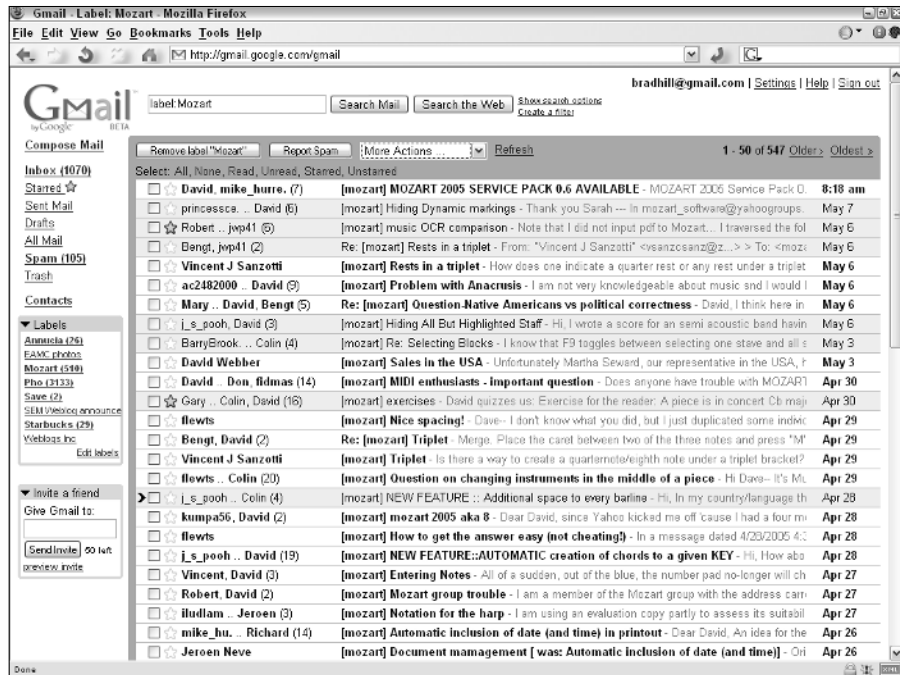 Gmail - Label: Mozart - Mozilla Firefox
File Edit View Go Bookmarks Tools Help
http://gmail.google.com/gmail
G
bradhill@gmail.com | Settings | Help | Sign out
GMail
by Google BETA
label:Mozart Search Mail Search the Web Show search options
Create a filter
Compose Mail
Inbox (1070)
Starred
Sent Mail
Drafts
All Mail
Spam (105)
Trash
Contacts
Labels
Annucia (26)
EAMC photos
Mozart (510)
Pho (3133)
Save (2)
SEM Weblog announce
Starbucks (29)
Weblogs Inc
Edit labels
Invite a friend
Give Gmail to:
Send Invite 50 left
preview invite
Remove label "Mozart" Report Spam More Actions ... Refresh 1 - 50 of 547 Older › Oldest »
Select: All, None, Read, Unread, Starred, Unstarred
David, mike_hurre. (7) [mozart] MOZART 2005 SERVICE PACK 0.6 AVAILABLE - MOZART 2005 Service Pack 0. 8:18 am
princessce. .. David (6) [mozart] Hiding Dynamic markings - Thank you Sarah --- In mozart_software@yahoogroups. May 7
Robert .. jwp41 (6) [mozart] music OCR comparison - Note that I did not input pdf to Mozart... I traversed the fol May 6
Bengt, jwp41 (2) Re: [mozart] Rests in a triplet - From: "Vincent J Sanzotti" <vsanzcsanz@z...> > To: <moza May 6
Vincent J Sanzotti [mozart] Rests in a triplet - How does one indicate a quarter rest or any rest under a triplet May 6
ac2482000 .. David (9) [mozart] Problem with Anacrusis - I am not very knowledgeable about music and I would l May 6
Mary .. David, Bengt (5) Re: [mozart] Question-Native Americans vs political correctness - David, I think here in May 6
j_s_pooh, David (3) [mozart] Hiding All But Highlighted Staff - Hi, I wrote a score for an semi acoustic band havin May 6
BarryBrook. .. Colin (4) [mozart] Re: Selecting Blocks - I know that F9 toggles between selecting one stave and all s May 3
David Webber [mozart] Sales in the USA - Unfortunately Martha Seward, our representative in the USA, h May 3
David .. Don, fidmas (14) [mozart] MIDI enthusiasts - important question - Does anyone have trouble with MOZART Apr 30
Gary .. Colin, David (16) [mozart] exercises - David quizzes us: Exercise for the reader: A piece is in concert Cb maj Apr 30
flewts [mozart] Nice spacing! - Dave-- I don't know what you did, but I just duplicated some indivic Apr 29
Bengt, David (2) Re: [mozart] Triplet - Merge. Place the caret between two of the three notes and press "M" Apr 29
Vincent J Sanzotti [mozart] Triplet - Is there a way to create a quarternote/eighth note under a triplet bracket? Apr 29
flewts .. Colin (20) [mozart] Question on changing instruments in the middle of a piece - Hi Dave-- It's Mu Apr 29
j_s_pooh .. Colin (4) [mozart] NEW FEATURE :: Additional space to every barline - Hi, In my country/language th Apr 28
kumpa56, David (2) [mozart] mozart 2005 aka 8 - Dear David, since Yahoo kicked me off 'cause I had a four m Apr 28
flewts [mozart] How to get the answer easy (not cheating!) - In a message dated 4/28/2005 4: Apr 28
j_s_pooh .. David (19) [mozart] NEW FEATURE::AUTOMATIC creation of chords to a given KEY - Hi, How abo Apr 28
Vincent, David (3) [mozart] Entering Notes - All of a sudden, out of the blue, the number pad no-longer will ch Apr 27
Robert, David (2) [mozart] Mozart group trouble - I am a member of the Mozart group with the address carr Apr 27
iludlam .. Jeroen (3) [mozart] Notation for the harp - I am using an evaluation copy partly to assess its suitabil Apr 27
mike_hu. .. Richard (14) [mozart] Automatic inclusion of date (and time) in printout - Dear David, An idea for the Apr 26
Jeroen Neve [mozart] Document mamagement [ was: Automatic inclusion of date (and time)] - Ori Apr 26
Done